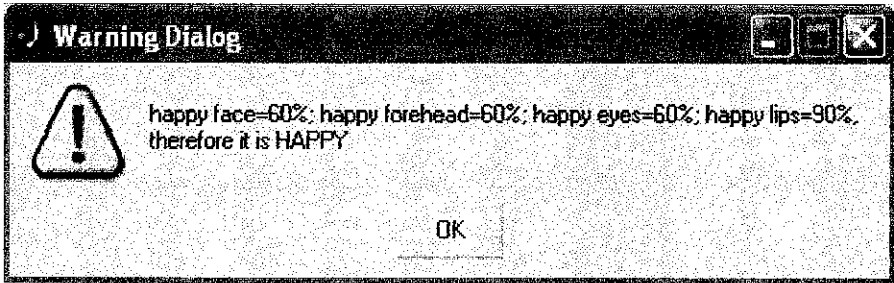 Warning Dialog
happy face=60%; happy forehead=60%; happy eyes=60%; happy lips=90%,
therefore it is HAPPY
OK